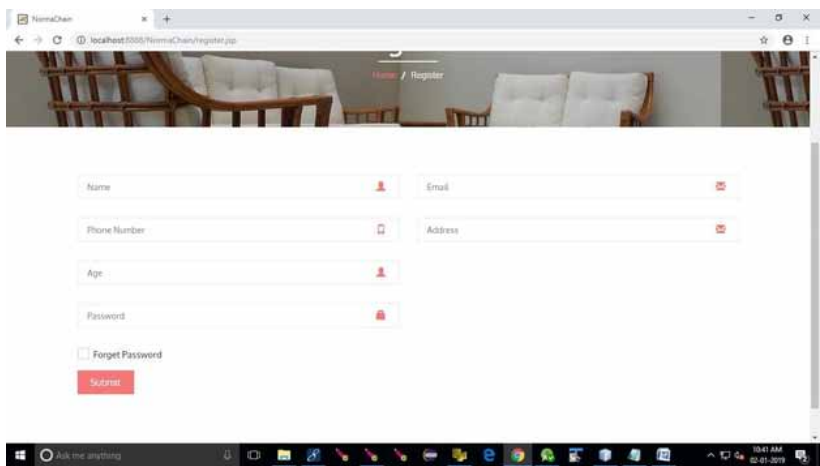 NormaChain
localhost:8888/NormaChain/register.jsp
Home / Register
Name
Email
Phone Number
Address
Age
Password
Forget Password
Submit
Ask me anything
10:41 AM
02-01-2019